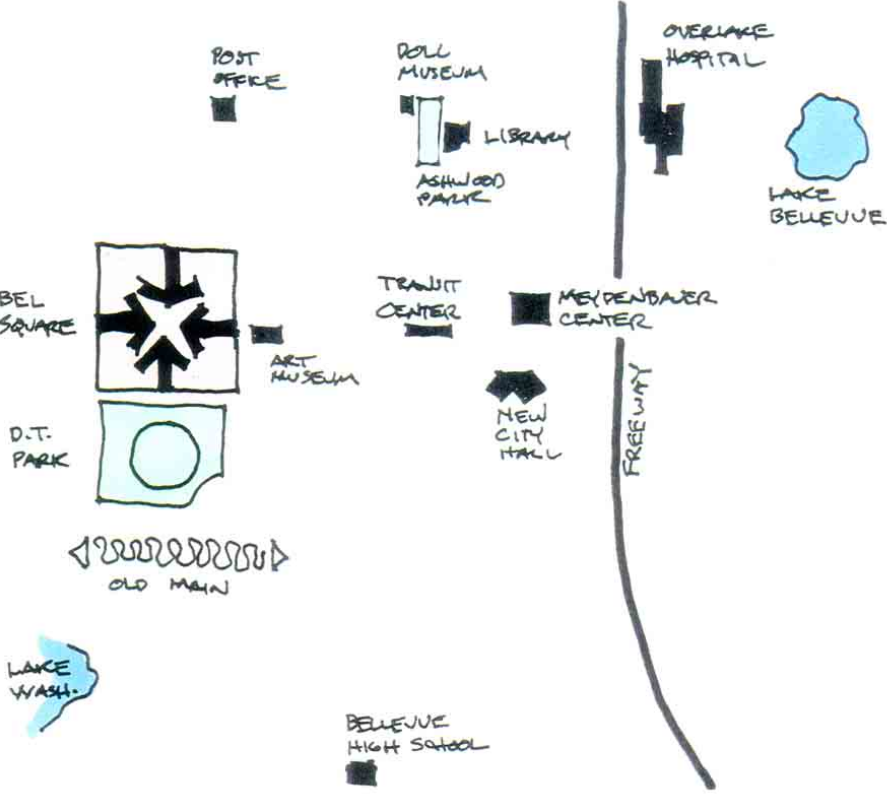 POST
OFFICE
DOLL
MUSEUM
OVERLAKE
HOSPITAL
LIBRARY
ASHWOOD
PARK
LAKE
BELLEVUE
BEL
SQUARE
TRANSIT
CENTER
MEYDENBAUER
CENTER
ART
MUSEUM
NEW
CITY
HALL
FREEWAY
D.T.
PARK
OLD MAIN
LAKE
WASH.
BELLEVUE
HIGH SCHOOL